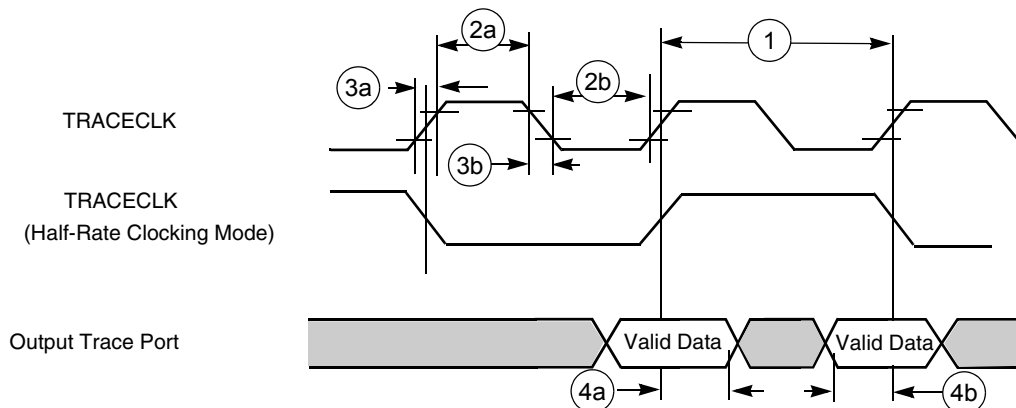 2a
1
3a
2b
TRACECLK
3b
TRACECLK
(Half-Rate Clocking Mode)
Output Trace Port
Valid Data
Valid Data
4a
4b